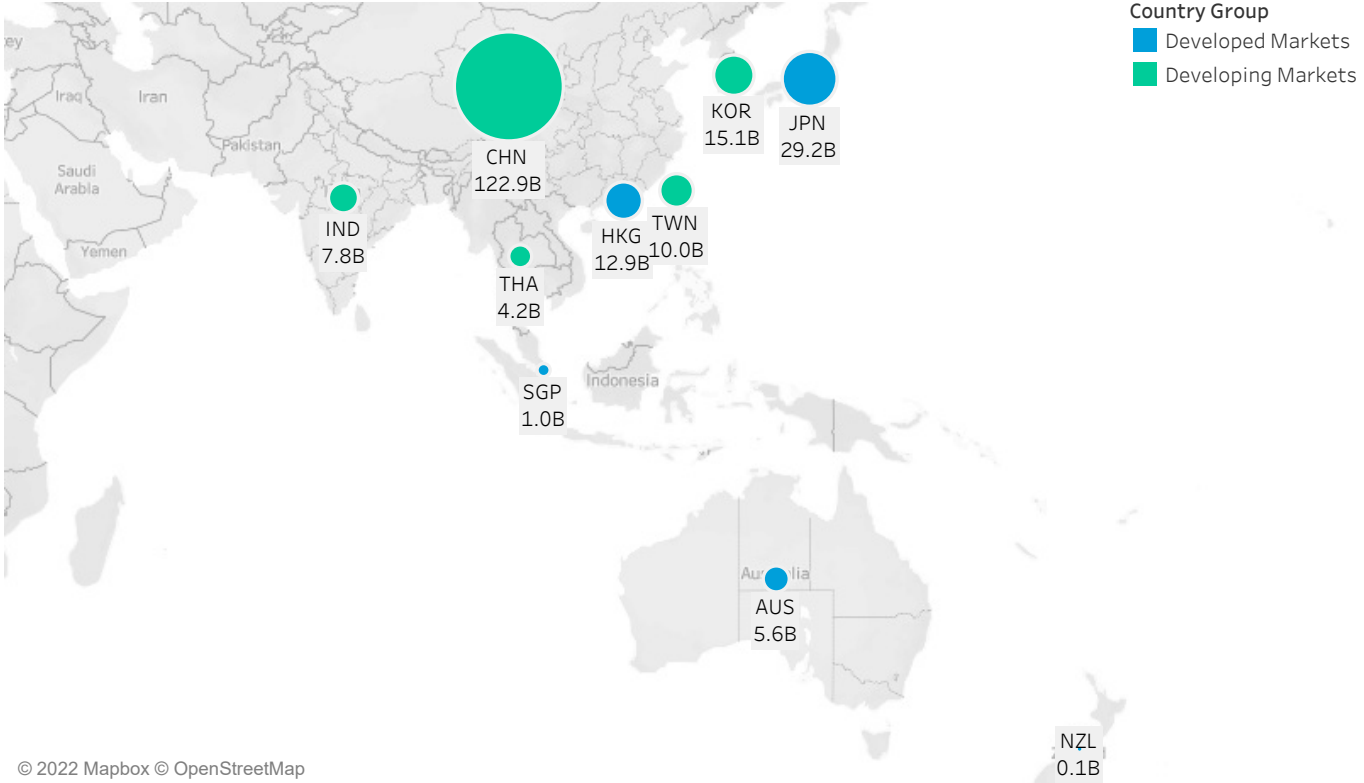 Country Group
Developed Markets
Developing Markets
ey
Iraq
Iran
Pakistan
Saudi
Arabia
Yemen
CHN
122.9B
KOR
15.1B
JPN
29.2B
IND
7.8B
HKG
12.9B
TWN
10.0B
THA
4.2B
SGP
1.0B
Indonesia
Au lia
AUS
5.6B
NZL
0.1B
© 2022 Mapbox © OpenStreetMap